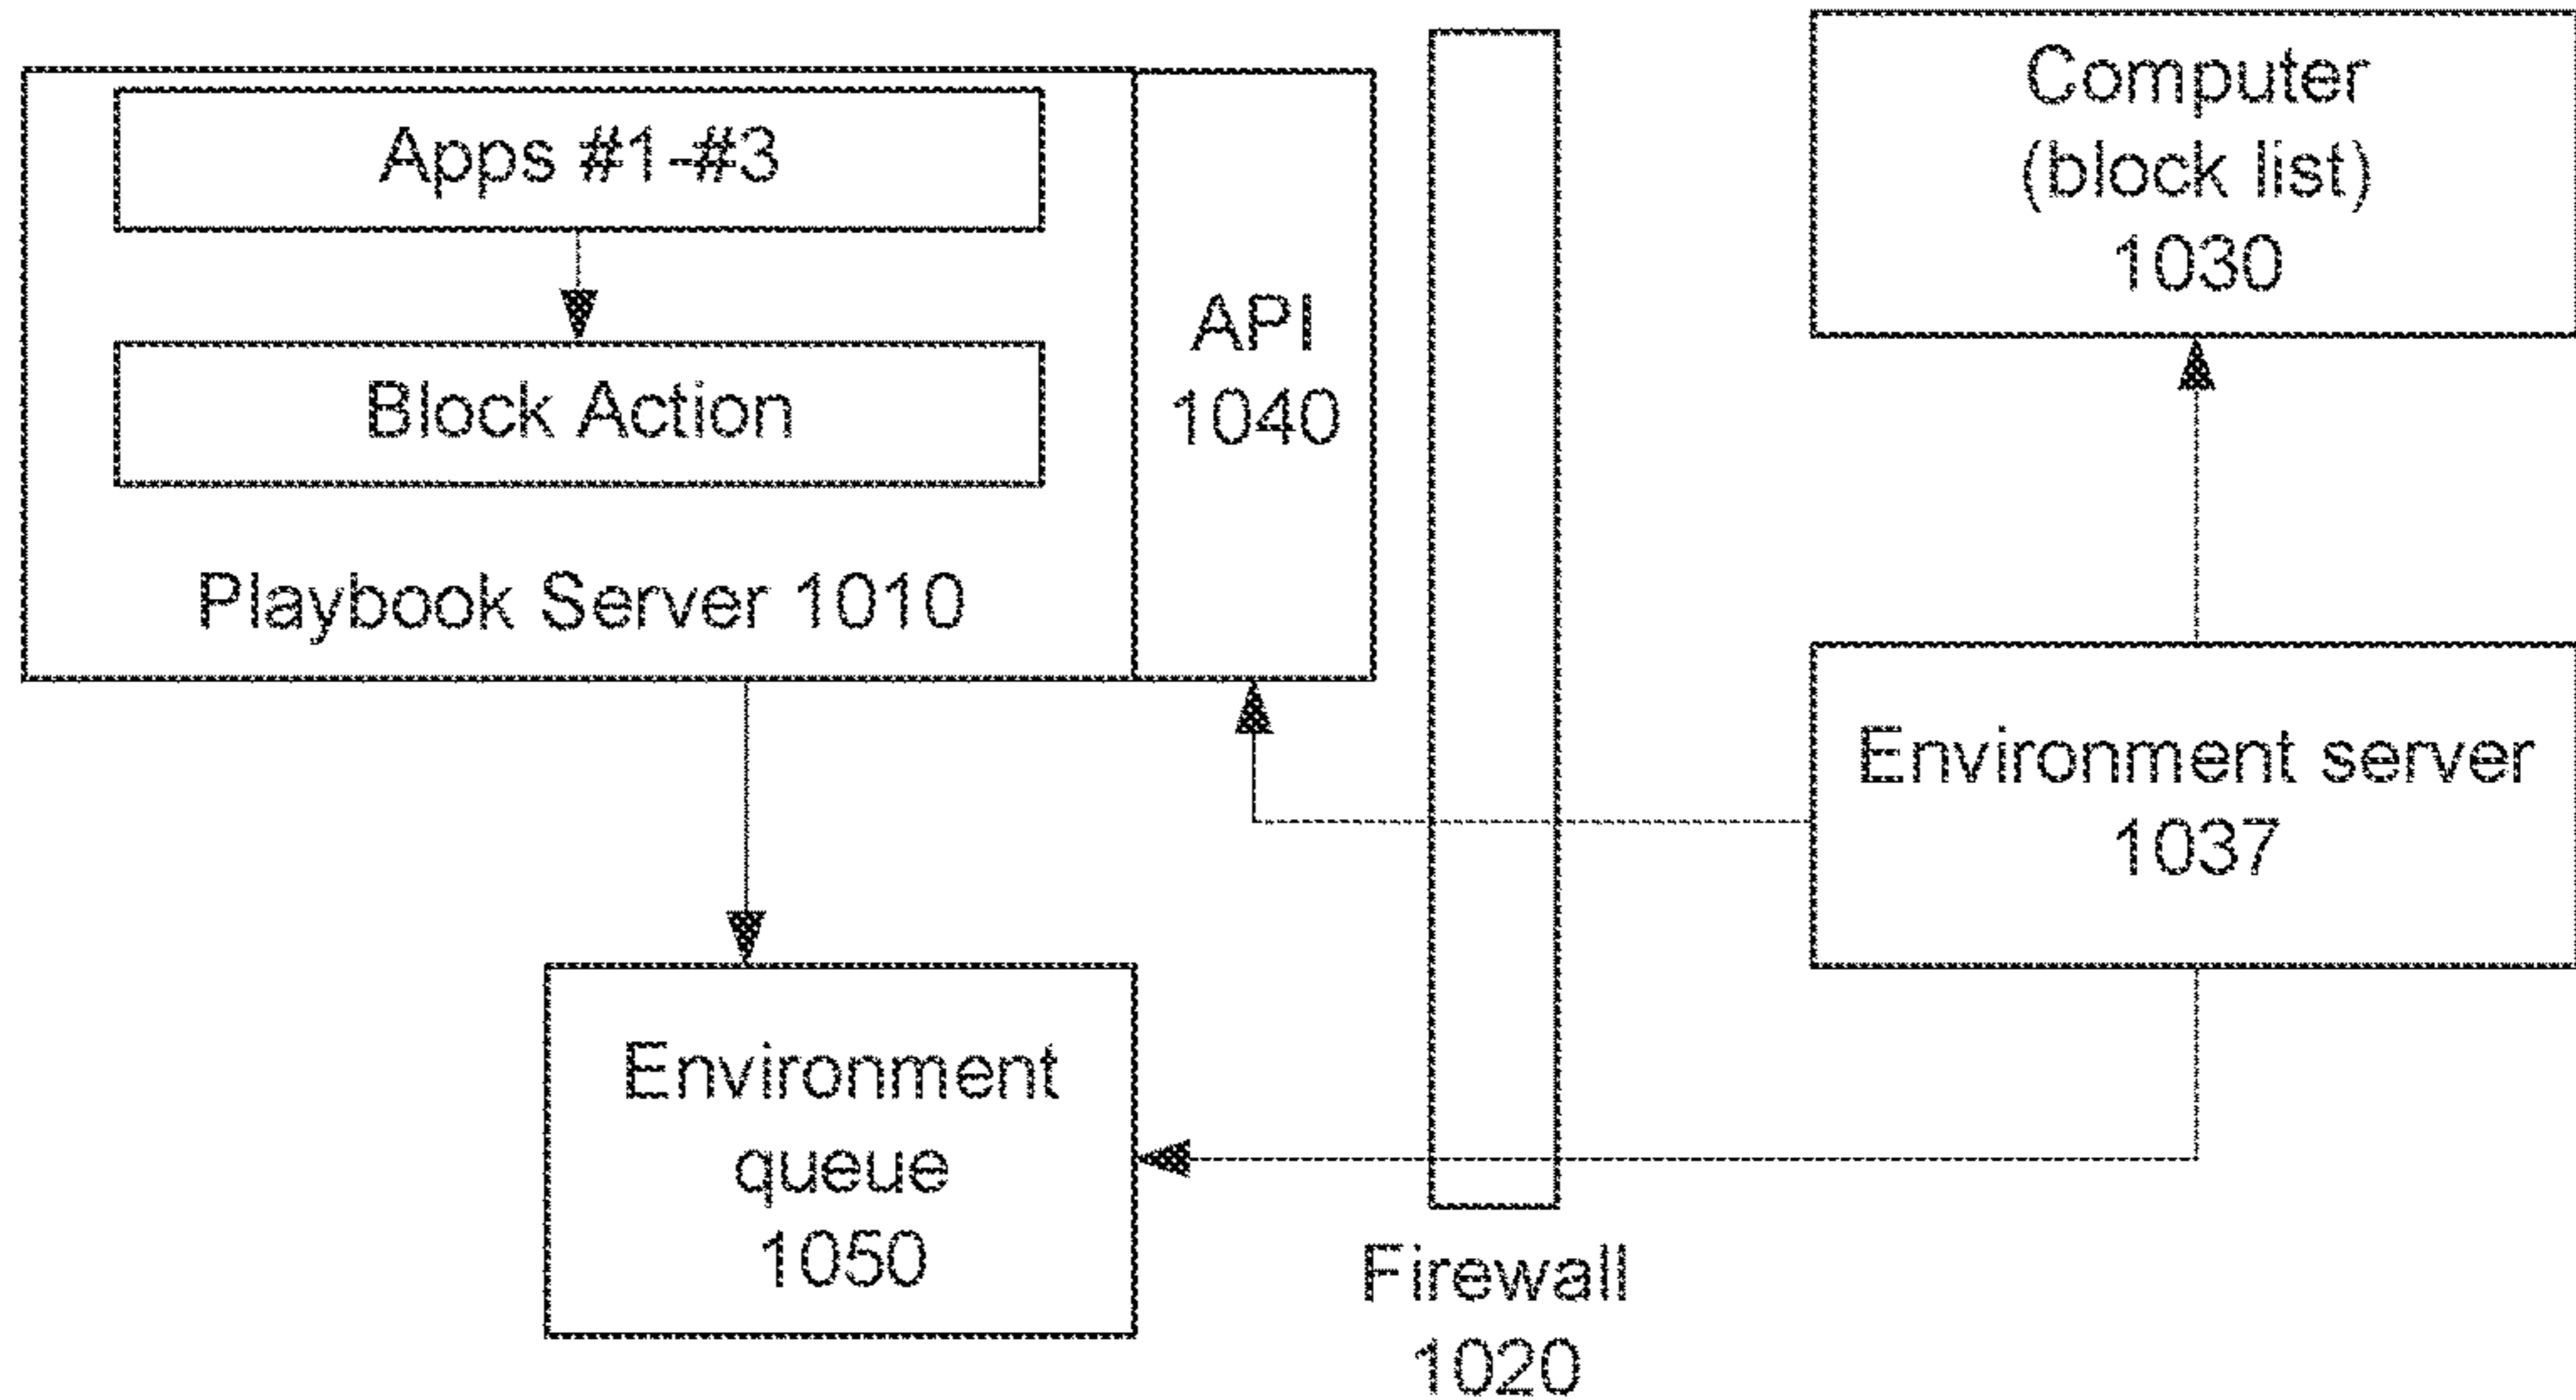 Apps #1-#3
Block Action
Playbook Server 1010
API
1040
Computer
(block list)
1030
Environment server
1037
Environment
queue
1050
Firewall
1020